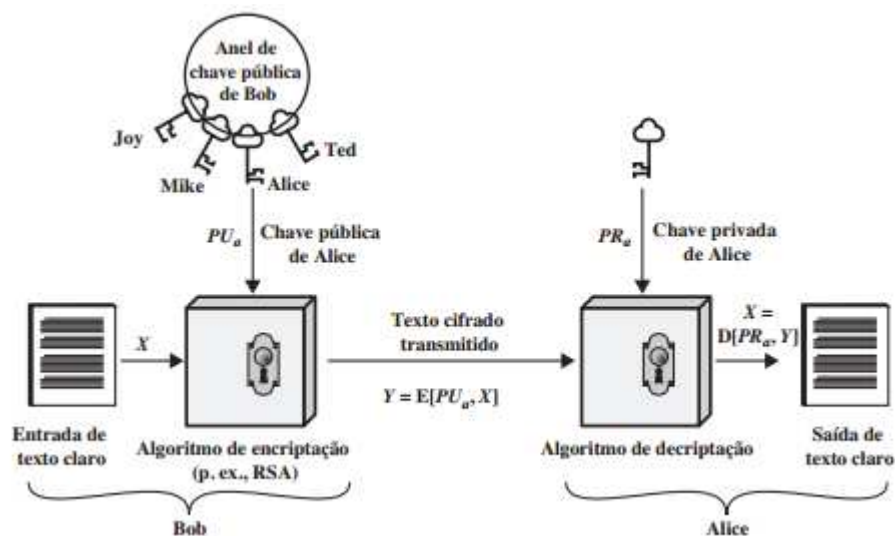 Anel de
chave pública
de Bob
Joy
Mike
Alice
Ted
PUₐ
Chave pública
de Alice
PRₐ
Chave privada
de Alice
X
Texto cifrado
transmitido
Y = E[PUₐ, X]
X =
D[PRₐ, Y]
Entrada de
texto claro
Algoritmo de encriptação
(p. ex., RSA)
Algoritmo de decriptação
Saída de
texto claro
Bob
Alice